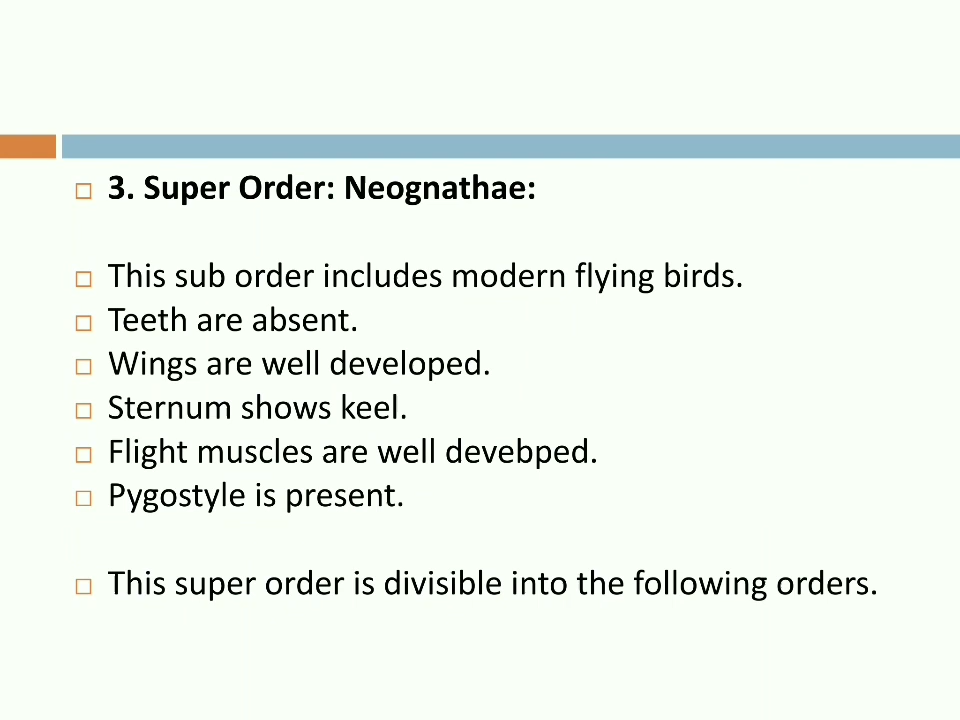 3. Super Order: Neognathae:
This sub order includes modern flying birds.
Teeth are absent.
Wings are well developed.
Sternum shows keel.
Flight muscles are well devebped.
Pygostyle is present.
This super order is divisible into the following orders.